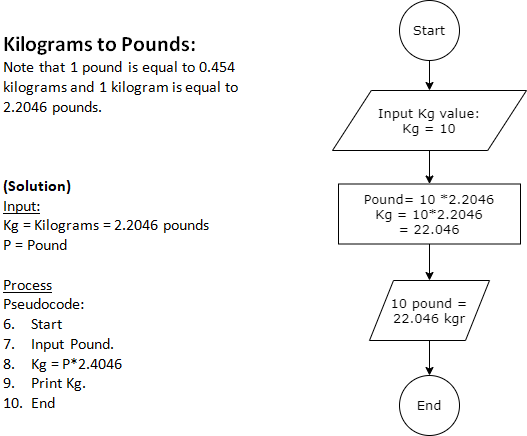 Kilograms to Pounds:
Note that 1 pound is equal to 0.454
kilograms and 1 kilogram is equal to
2.2046 pounds.
(Solution)
Input:
Kg = Kilograms = 2.2046 pounds
P = Pound
Process
Pseudocode:
6. Start
7. Input Pound.
8. Kg = P*2.4046
9. Print Kg.
10. End
Start
Input Kg value:
Kg = 10
Pound= 10 *2.2046
Kg = 10*2.2046
= 22.046
10 pound =
22.046 kgr
End